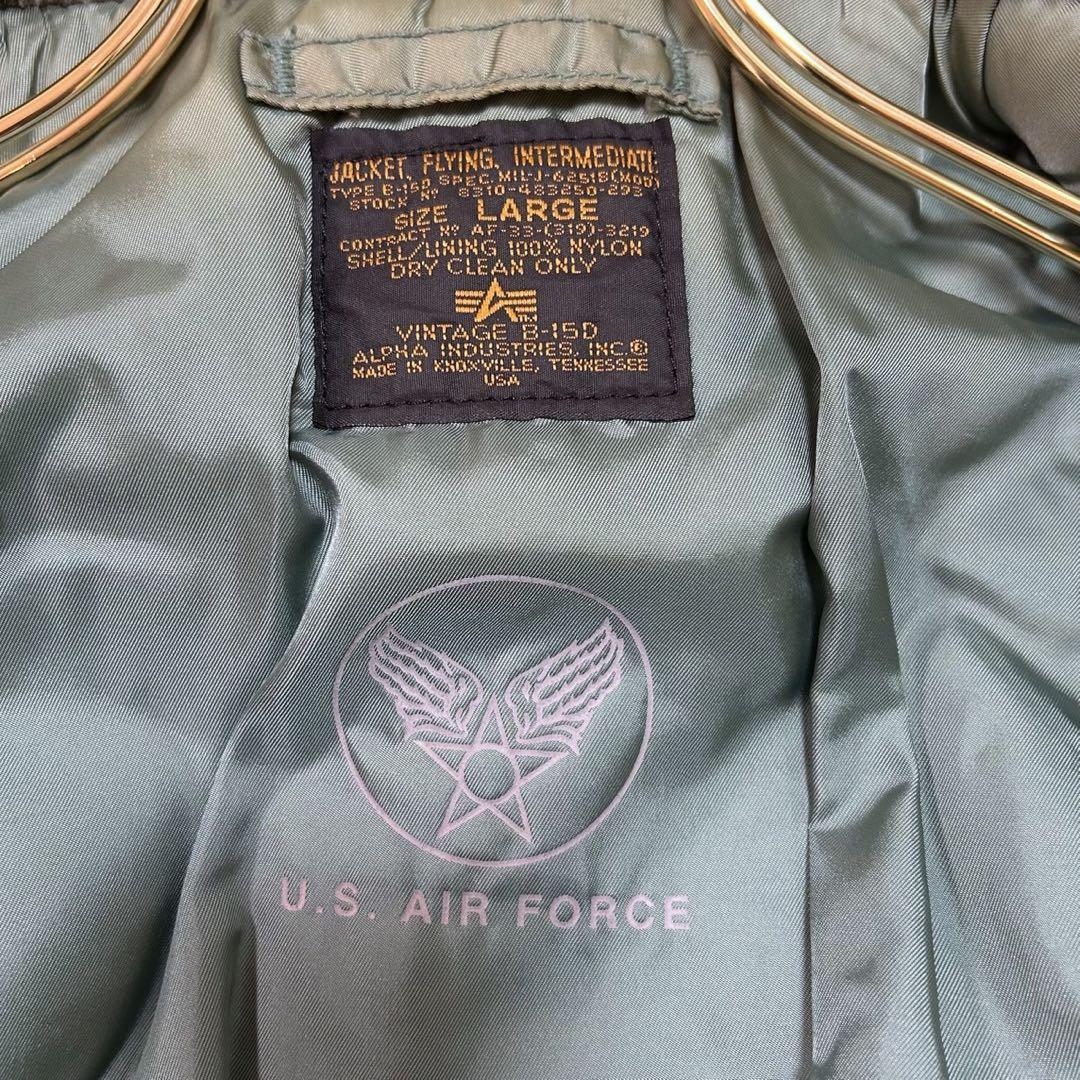 JACKET, FLYING, INTERMEDIATE
TYPE B-15D SPEC. MIL-J-6251B(MOD)
STOCK Nº 8310-483250-293
SIZE LARGE
CONTRACT Nº AF-33-(319)-3219
SHELL/LINING 100% NYLON
DRY CLEAN ONLY
TM
VINTAGE B-15D
ALPHA INDUSTRIES, INC.®
MADE IN KNOXVILLE, TENNESSEE
USA
U.S. AIR FORCE